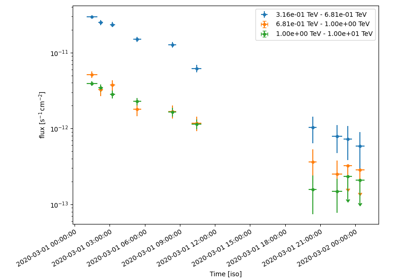 3.16e-01 TeV - 6.81e-01 TeV
6.81e-01 TeV - 1.00e+00 TeV
1.00e+00 TeV - 1.00e+01 TeV
10⁻¹¹
10⁻¹²
10⁻¹³
flux [s⁻¹cm⁻²]
2020-03-01 00:00:00
2020-03-01 03:00:00
2020-03-01 06:00:00
2020-03-01 09:00:00
2020-03-01 12:00:00
2020-03-01 15:00:00
2020-03-01 18:00:00
2020-03-01 21:00:00
2020-03-02 00:00:00
Time [iso]